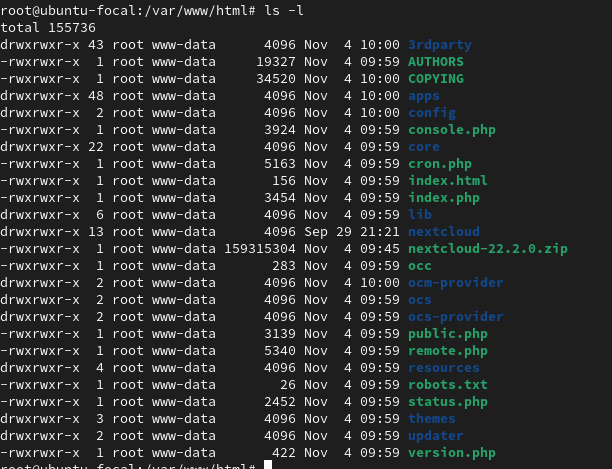 root@ubuntu-focal:/var/www/html# ls -l
total 155736
drwxrwxr-x 43 root www-data      4096 Nov  4 10:00 3rdparty
-rwxrwxr-x  1 root www-data     19327 Nov  4 09:59 AUTHORS
-rwxrwxr-x  1 root www-data     34520 Nov  4 10:00 COPYING
drwxrwxr-x 48 root www-data      4096 Nov  4 10:00 apps
drwxrwxr-x  2 root www-data      4096 Nov  4 10:00 config
-rwxrwxr-x  1 root www-data      3924 Nov  4 09:59 console.php
drwxrwxr-x 22 root www-data      4096 Nov  4 09:59 core
-rwxrwxr-x  1 root www-data      5163 Nov  4 09:59 cron.php
-rwxrwxr-x  1 root www-data       156 Nov  4 09:59 index.html
-rwxrwxr-x  1 root www-data      3454 Nov  4 09:59 index.php
drwxrwxr-x  6 root www-data      4096 Nov  4 09:59 lib
drwxrwxr-x 13 root www-data      4096 Sep 29 21:21 nextcloud
-rwxrwxr-x  1 root www-data 159315304 Nov  4 09:45 nextcloud-22.2.0.zip
-rwxrwxr-x  1 root www-data       283 Nov  4 09:59 occ
drwxrwxr-x  2 root www-data      4096 Nov  4 10:00 ocm-provider
drwxrwxr-x  2 root www-data      4096 Nov  4 09:59 ocs
drwxrwxr-x  2 root www-data      4096 Nov  4 09:59 ocs-provider
-rwxrwxr-x  1 root www-data      3139 Nov  4 09:59 public.php
-rwxrwxr-x  1 root www-data      5340 Nov  4 09:59 remote.php
drwxrwxr-x  4 root www-data      4096 Nov  4 09:59 resources
-rwxrwxr-x  1 root www-data        26 Nov  4 09:59 robots.txt
-rwxrwxr-x  1 root www-data      2452 Nov  4 09:59 status.php
drwxrwxr-x  3 root www-data      4096 Nov  4 09:59 themes
drwxrwxr-x  2 root www-data      4096 Nov  4 09:59 updater
-rwxrwxr-x  1 root www-data       422 Nov  4 09:59 version.php
root@ubuntu-focal:/var/www/html#